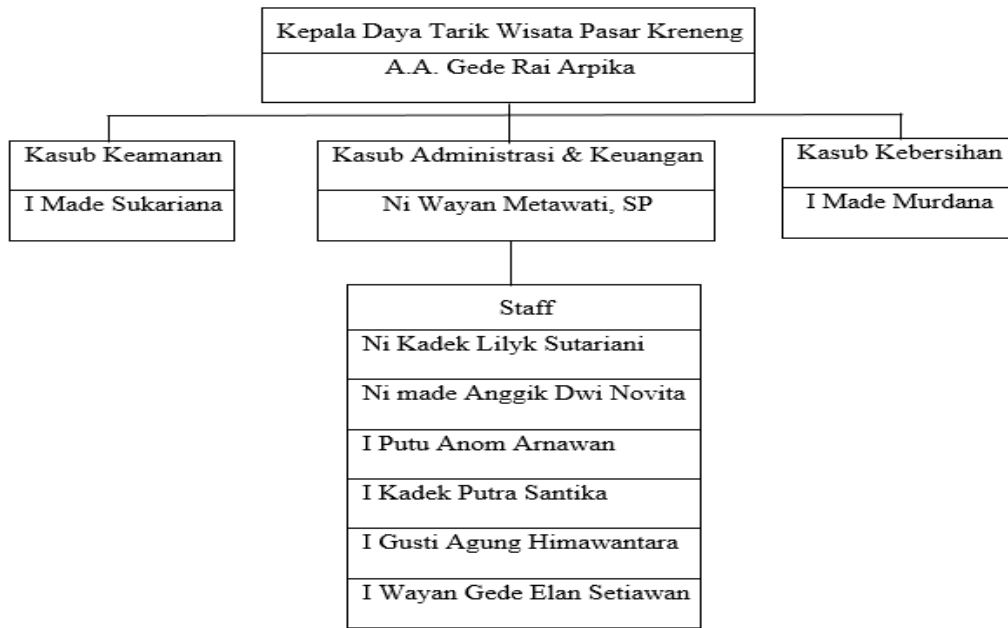 Kepala Daya Tarik Wisata Pasar Kreneng
A.A. Gede Rai Arpika
Kasub Keamanan
I Made Sukariana
Kasub Administrasi & Keuangan
Ni Wayan Metawati, SP
Kasub Kebersihan
I Made Murdana
Staff
Ni Kadek Lilyk Sutariani
Ni made Anggik Dwi Novita
I Putu Anom Arnawan
I Kadek Putra Santika
I Gusti Agung Himawantara
I Wayan Gede Elan Setiawan